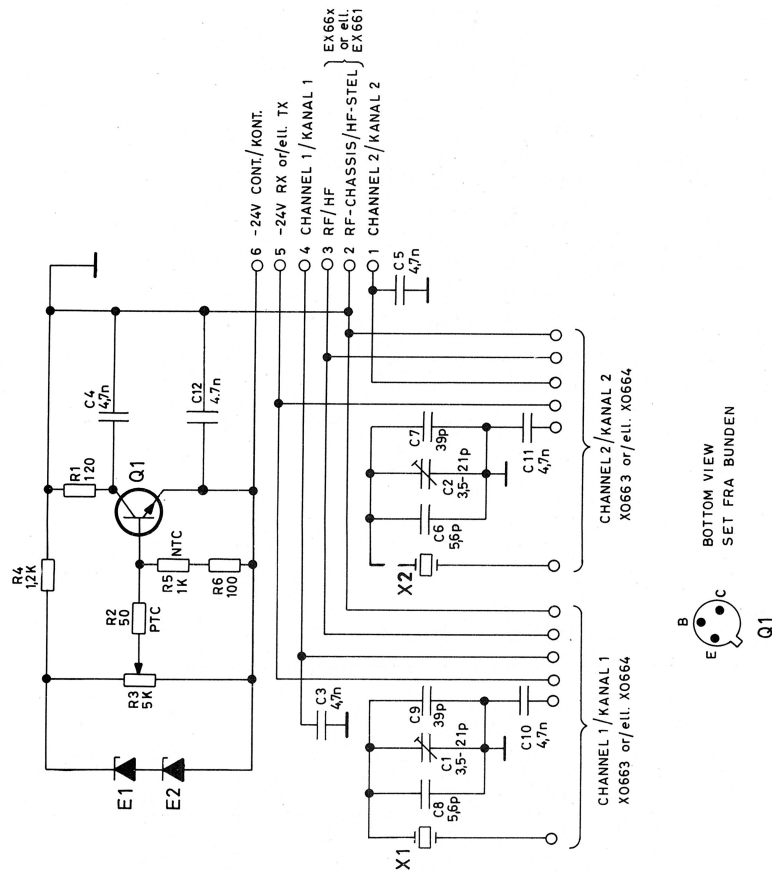 R4
1,2K
R1
120
C4
4,7n
C12
4.7n
Q1
R2
50
PTC
R5
1K
NTC
R6
100
R3
5K
E1
E2
6 -24V CONT./KONT.
5 -24V RX or/ell. TX
4 CHANNEL 1/KANAL 1
3 RF/HF
2 RF-CHASSIS/HF-STEL
1 CHANNEL 2/KANAL 2
EX66x
or ell.
EX661
C5
4,7n
C3
4,7n
X1
C8
5,6p
C1
3,5-21p
C9
39p
C10
4,7n
CHANNEL 1/KANAL 1
XO663 or/ell. XO664
X2
C6
5,6p
C2
3,5-21p
C7
39p
C11
4,7n
CHANNEL 2/KANAL 2
XO663 or/ell. XO664
B
E
C
Q1
BOTTOM VIEW
SET FRA BUNDEN